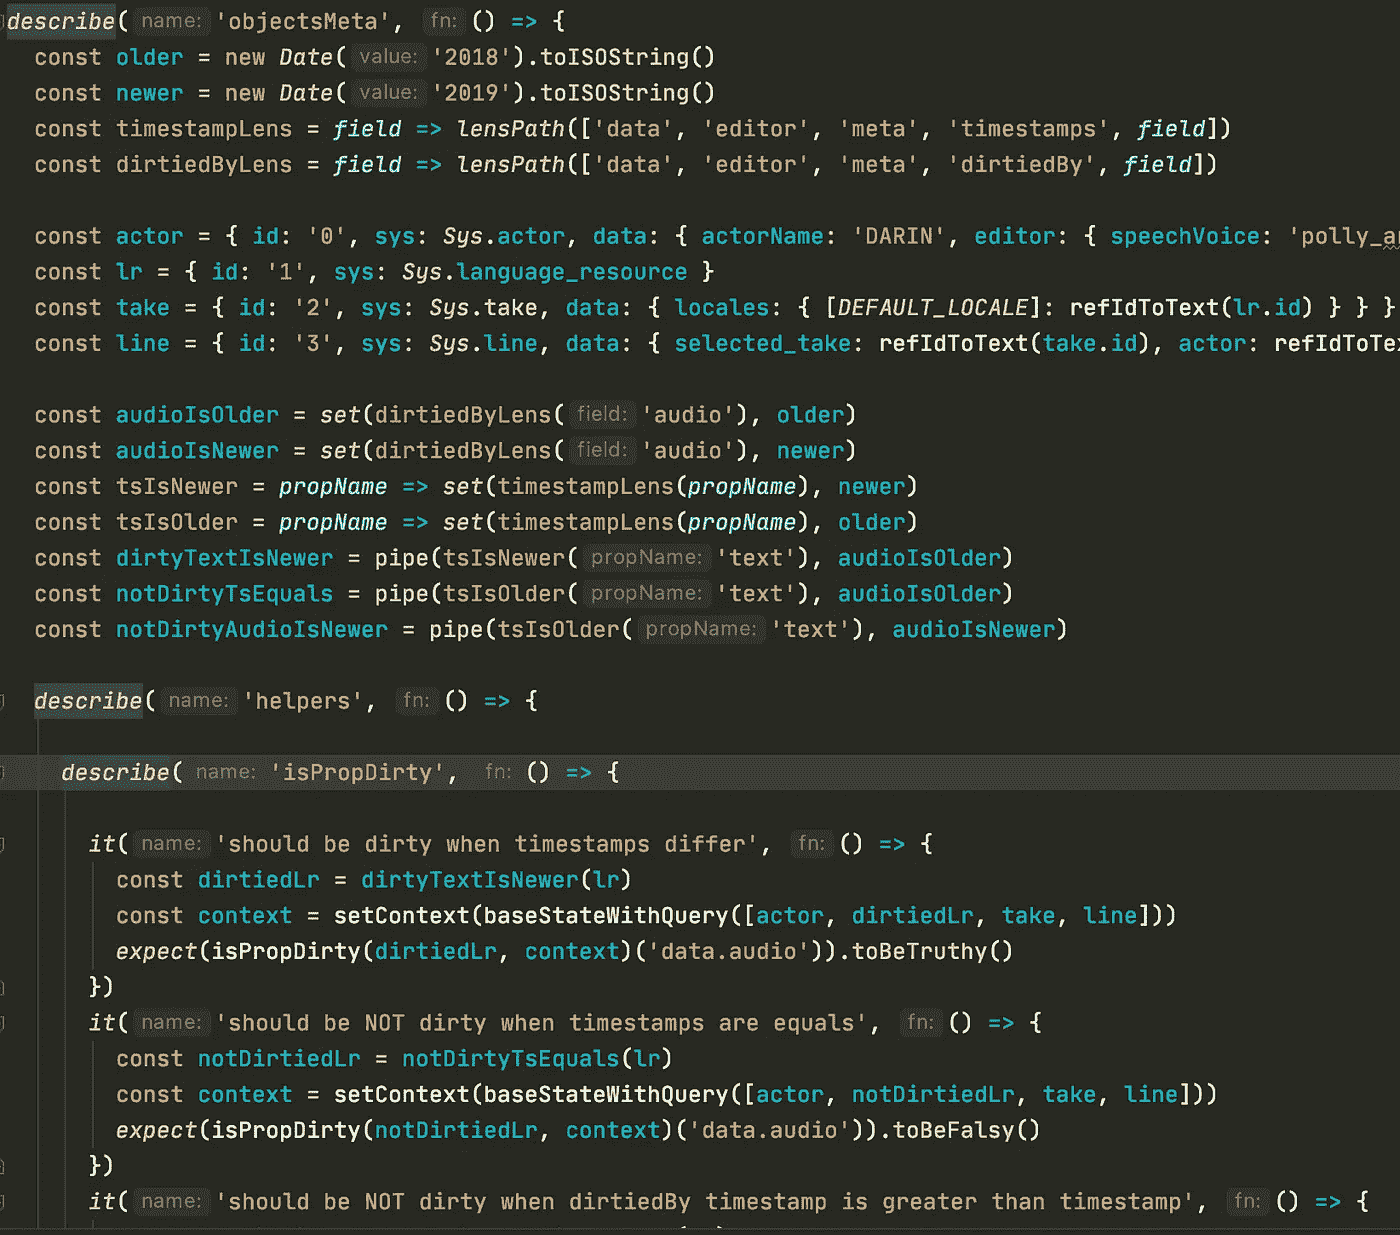 describe( name: 'objectsMeta', fn: () => {
const older = new Date( value: '2018').toISOString()
const newer = new Date( value: '2019').toISOString()
const timestampLens = field => lensPath(['data', 'editor', 'meta', 'timestamps', field])
const dirtiedByLens = field => lensPath(['data', 'editor', 'meta', 'dirtiedBy', field])
const actor = { id: '0', sys: Sys.actor, data: { actorName: 'DARIN', editor: { speechVoice: 'polly_a
const lr = { id: '1', sys: Sys.language_resource }
const take = { id: '2', sys: Sys.take, data: { locales: { [DEFAULT_LOCALE]: refIdToText(lr.id) } } }
const line = { id: '3', sys: Sys.line, data: { selected_take: refIdToText(take.id), actor: refIdToTe
const audioIsOlder = set(dirtiedByLens( field: 'audio'), older)
const audioIsNewer = set(dirtiedByLens( field: 'audio'), newer)
const tsIsNewer = propName => set(timestampLens(propName), newer)
const tsIsOlder = propName => set(timestampLens(propName), older)
const dirtyTextIsNewer = pipe(tsIsNewer( propName: 'text'), audioIsOlder)
const notDirtyTsEquals = pipe(tsIsOlder( propName: 'text'), audioIsOlder)
const notDirtyAudioIsNewer = pipe(tsIsOlder( propName: 'text'), audioIsNewer)
describe( name: 'helpers', fn: () => {
describe( name: 'isPropDirty', fn: () => {
it( name: 'should be dirty when timestamps differ', fn: () => {
const dirtiedLr = dirtyTextIsNewer(lr)
const context = setContext(baseStateWithQuery([actor, dirtiedLr, take, line]))
expect(isPropDirty(dirtiedLr, context)('data.audio')).toBeTruthy()
})
it( name: 'should be NOT dirty when timestamps are equals', fn: () => {
const notDirtiedLr = notDirtyTsEquals(lr)
const context = setContext(baseStateWithQuery([actor, notDirtiedLr, take, line]))
expect(isPropDirty(notDirtiedLr, context)('data.audio')).toBeFalsy()
})
it( name: 'should be NOT dirty when dirtiedBy timestamp is greater than timestamp', fn: () => {